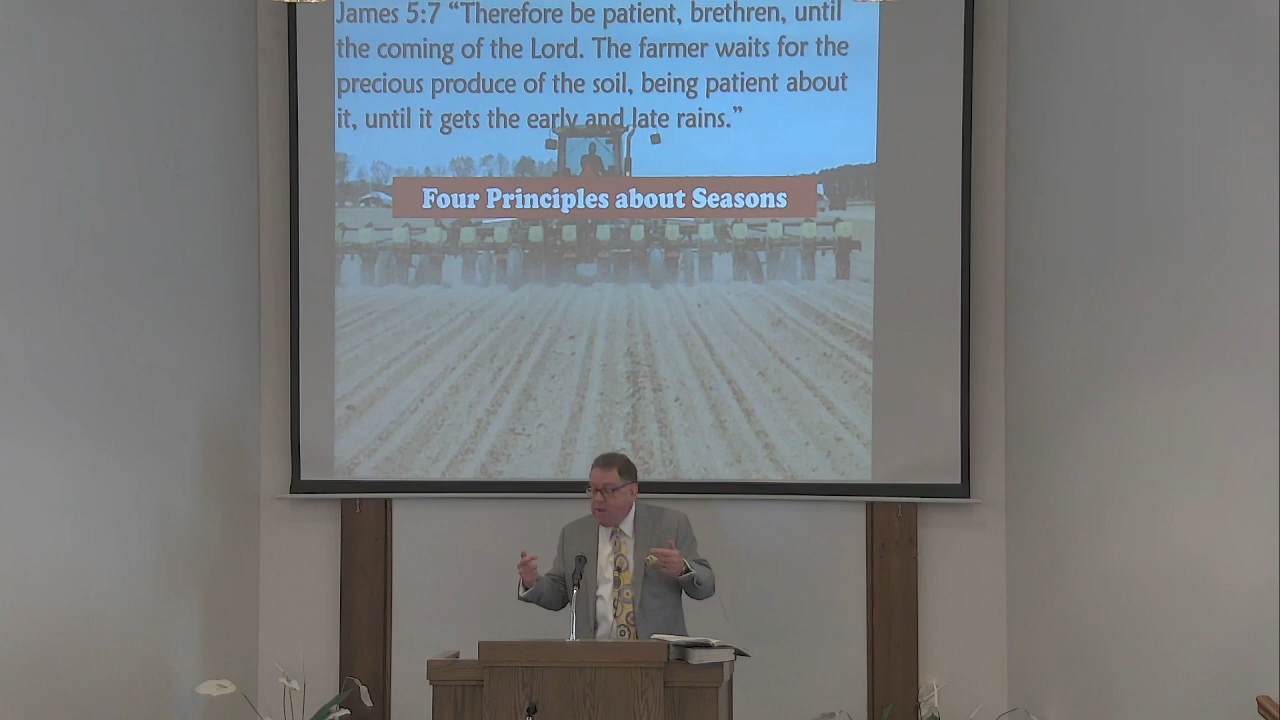 James 5:7 “Therefore be patient, brethren, until
the coming of the Lord. The farmer waits for the
precious produce of the soil, being patient about
it, until it gets the early and late rains.”
Four Principles about Seasons